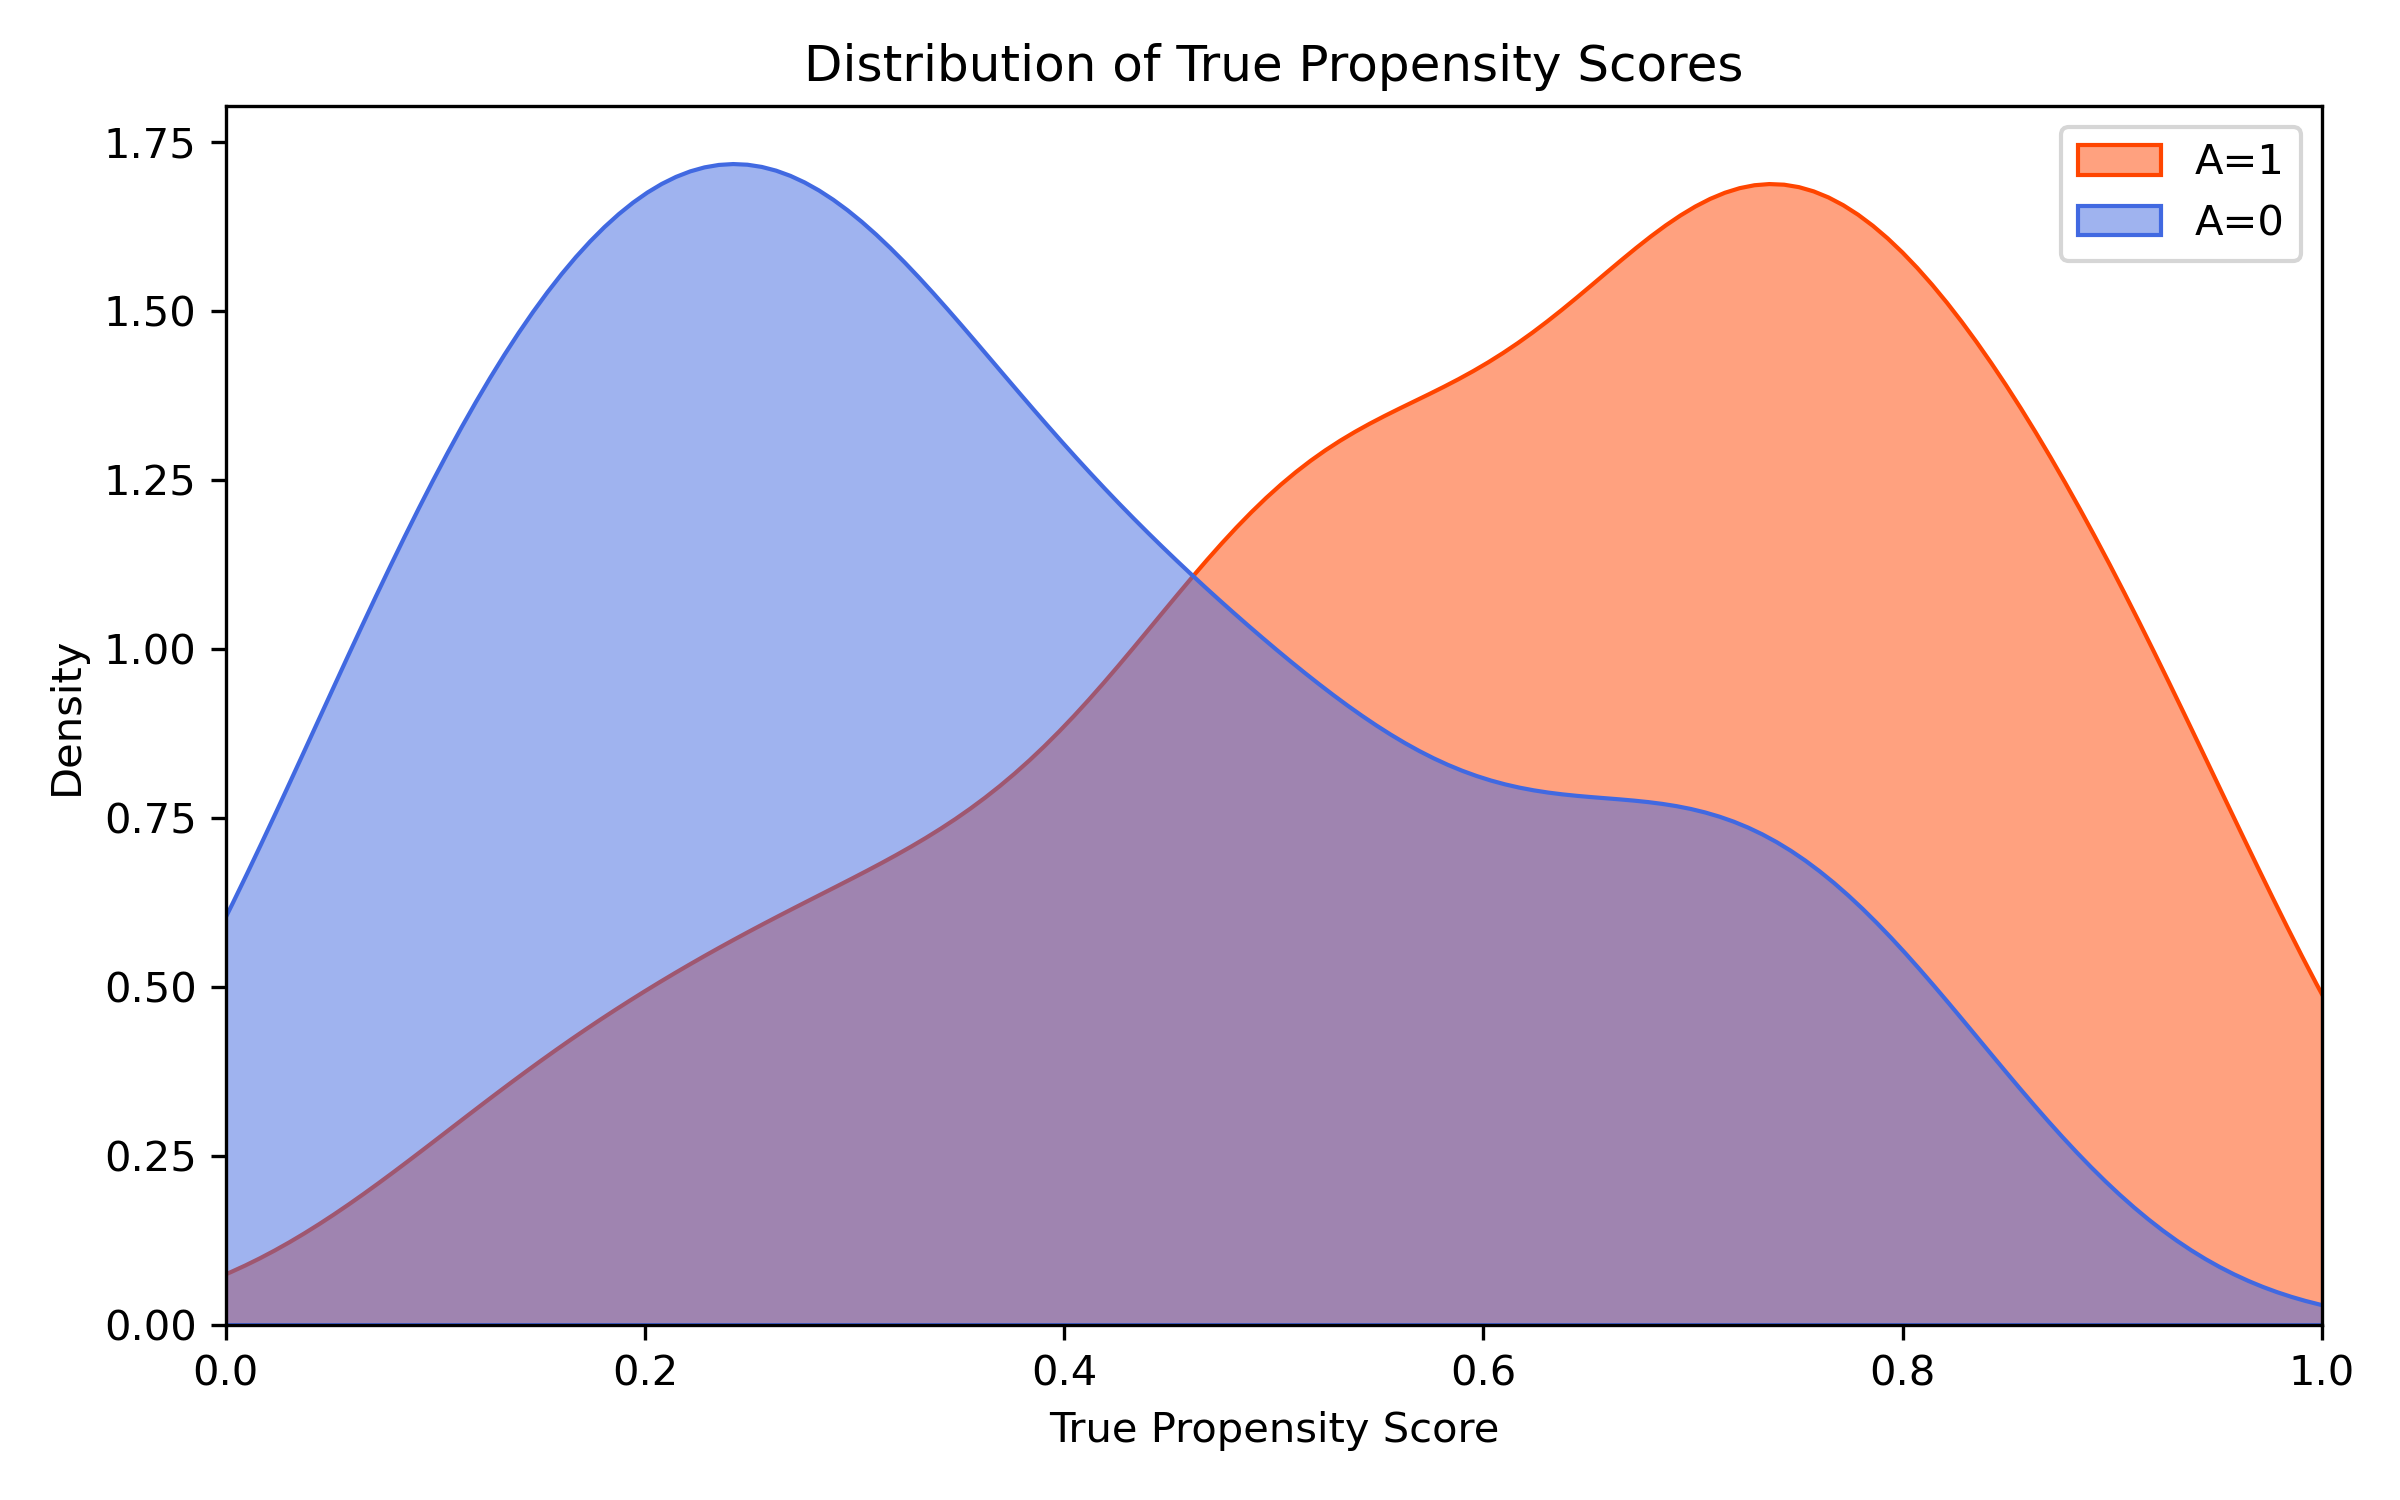 Distribution of True Propensity Scores
A=1
A=0
Density
1.75
1.50
1.25
1.00
0.75
0.50
0.25
0.00
0.0 0.2 0.4 0.6 0.8 1.0
True Propensity Score